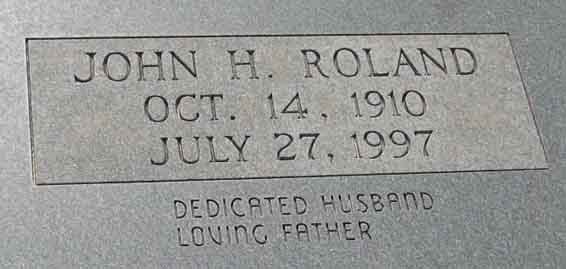 JOHN H. ROLAND
OCT. 14, 1910
JULY 27, 1997
DEDICATED HUSBAND
LOVING FATHER